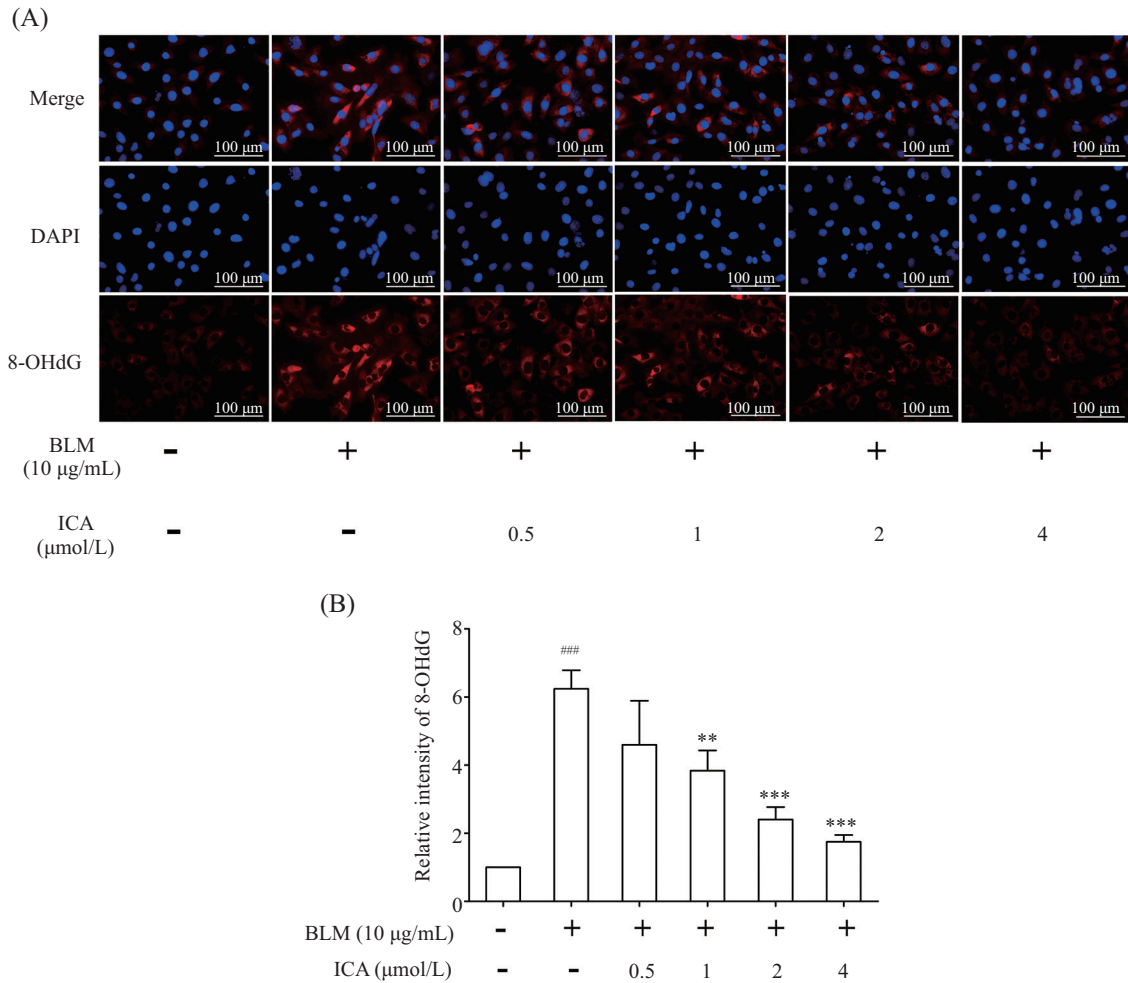 (A)
Merge
100 μm 100 μm 100 μm 100 μm 100 μm 100 μm
DAPI
100 μm 100 μm 100 μm 100 μm 100 μm 100 μm
8-OHdG
100 μm 100 μm 100 μm 100 μm 100 μm 100 μm
BLM
(10 μg/mL)
- + + + + +
ICA
(μmol/L)
- - 0.5 1 2 4
(B)
Relative intensity of 8-OHdG
8
6
4
2
0
###
**
***
***
BLM (10 μg/mL) - + + + + +
ICA (μmol/L) - - 0.5 1 2 4